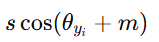 s cos(θ_{y_i} + m)